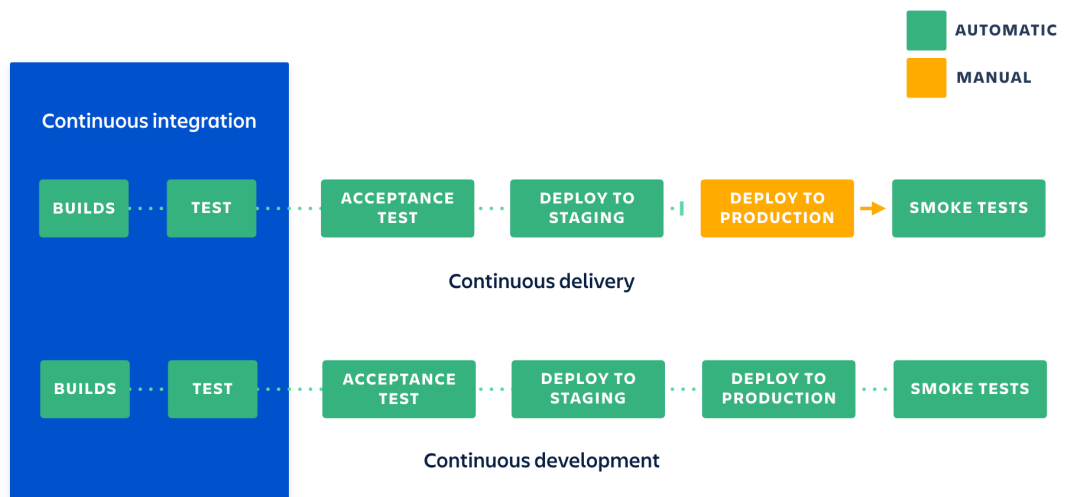 AUTOMATIC
MANUAL
Continuous integration
BUILDS
TEST
ACCEPTANCE
TEST
DEPLOY TO
STAGING
DEPLOY TO
PRODUCTION
SMOKE TESTS
Continuous delivery
BUILDS
TEST
ACCEPTANCE
TEST
DEPLOY TO
STAGING
DEPLOY TO
PRODUCTION
SMOKE TESTS
Continuous development